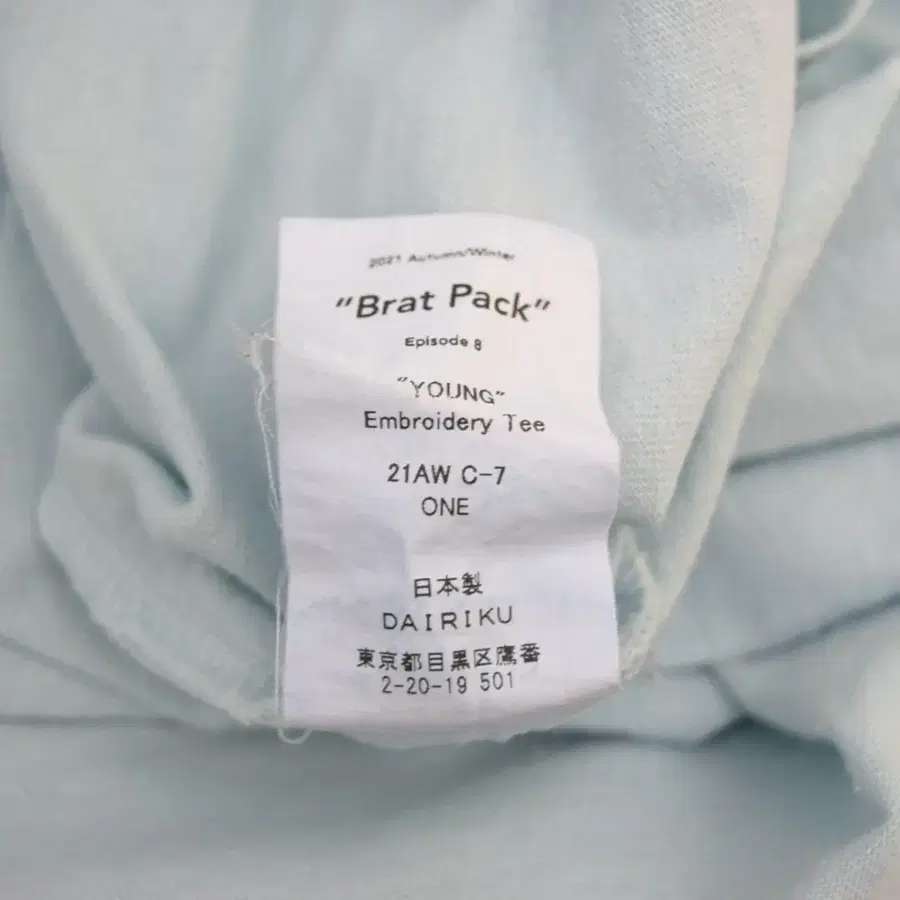 2021 Autumn/Winter
"Brat Pack"
Episode 8
"YOUNG"
Embroidery Tee
21AW C-7
ONE
日本製
DAIRIKU
東京都目黒区鷹番
2-20-19 501